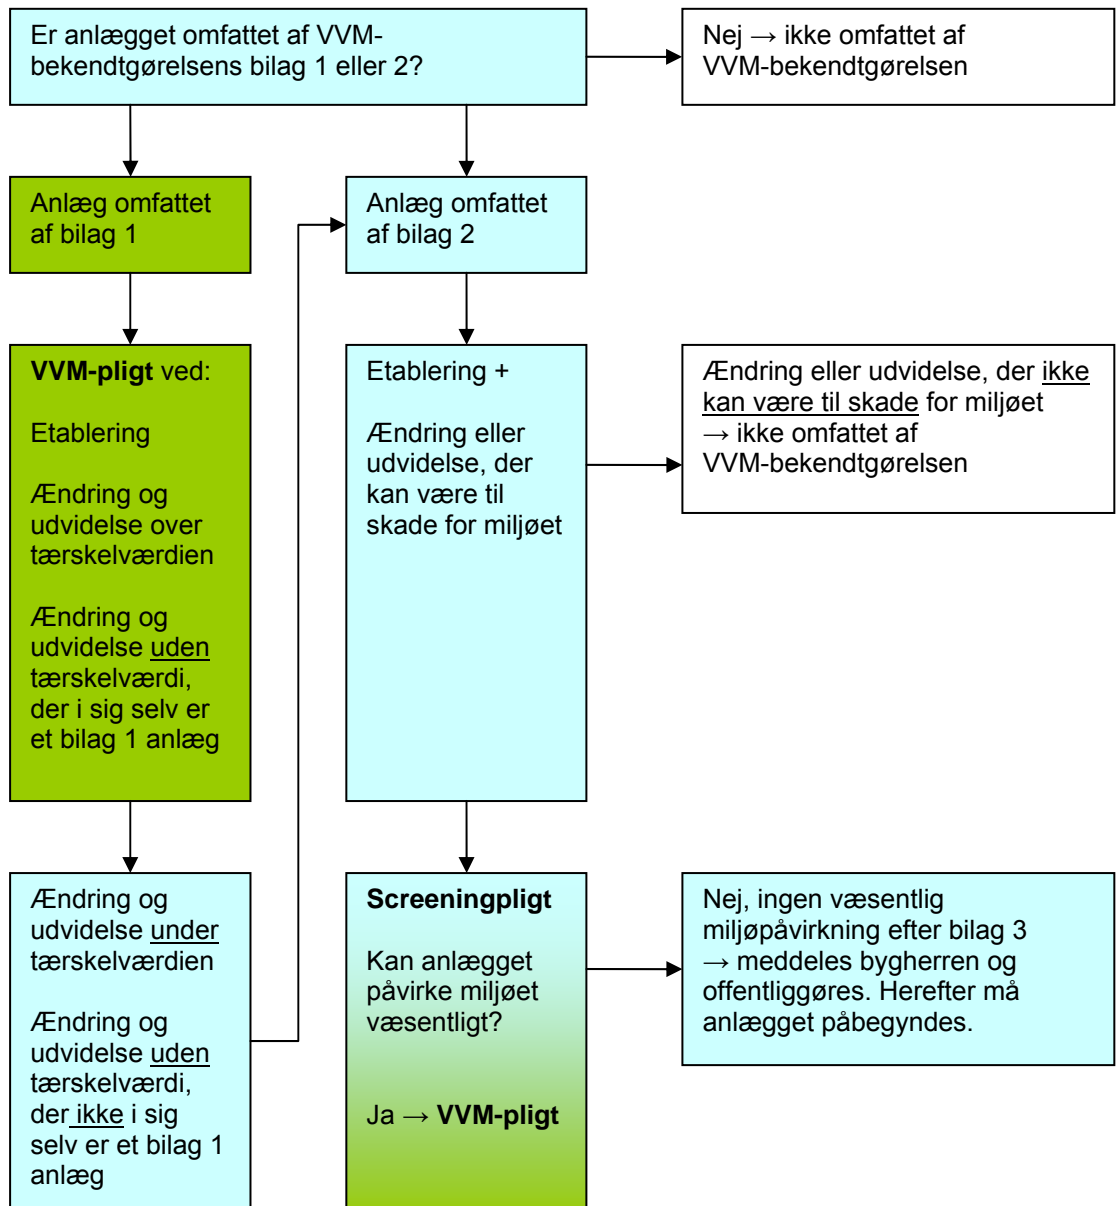 Er anlægget omfattet af VVM-
bekendtgørelsens bilag 1 eller 2?
Nej → ikke omfattet af
VVM-bekendtgørelsen
Anlæg omfattet
af bilag 1
Anlæg omfattet
af bilag 2
VVM-pligt ved:
Etablering
Ændring og
udvidelse over
tærskelværdien
Ændring og
udvidelse uden
tærskelværdi,
der i sig selv er
et bilag 1 anlæg
Etablering +
Ændring eller
udvidelse, der
kan være til
skade for miljøet
Ændring eller udvidelse, der ikke
kan være til skade for miljøet
→ ikke omfattet af
VVM-bekendtgørelsen
Ændring og
udvidelse under
tærskelværdien
Ændring og
udvidelse uden
tærskelværdi,
der ikke i sig
selv er et bilag 1
anlæg
Screeningpligt
Kan anlægget
påvirke miljøet
væsentligt?
Ja → VVM-pligt
Nej, ingen væsentlig
miljøpåvirkning efter bilag 3
→ meddeles bygherren og
offentliggøres. Herefter må
anlægget påbegyndes.